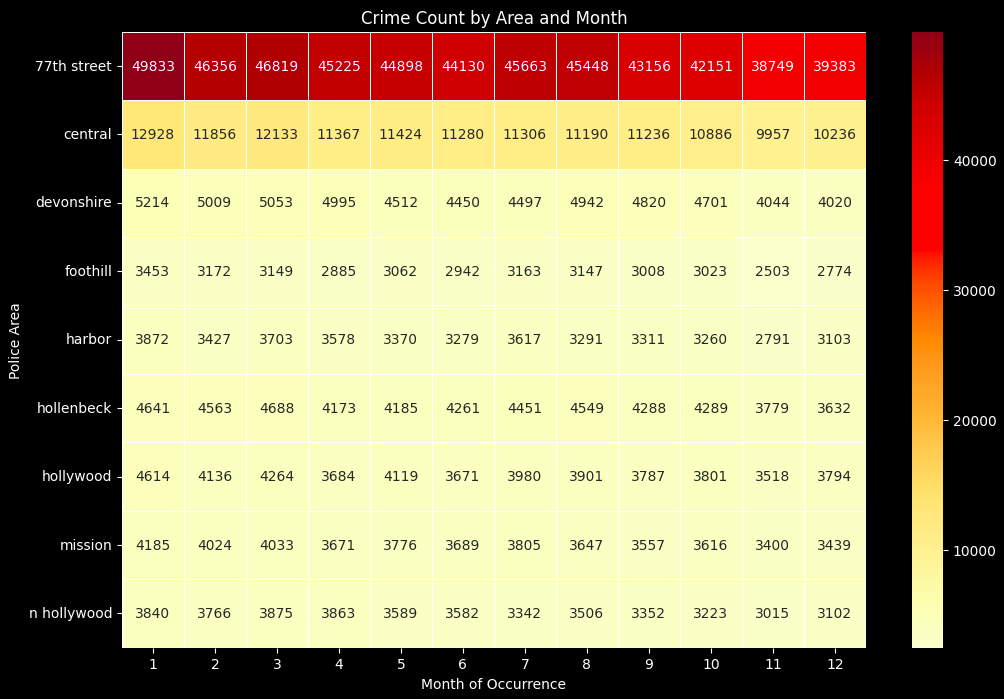 Crime Count by Area and Month
77th street 49833 46356 46819 45225 44898 44130 45663 45448 43156 42151 38749 39383
central 12928 11856 12133 11367 11424 11280 11306 11190 11236 10886 9957 10236
devonshire 5214 5009 5053 4995 4512 4450 4497 4942 4820 4701 4044 4020
foothill 3453 3172 3149 2885 3062 2942 3163 3147 3008 3023 2503 2774
harbor 3872 3427 3703 3578 3370 3279 3617 3291 3311 3260 2791 3103
hollenbeck 4641 4563 4688 4173 4185 4261 4451 4549 4288 4289 3779 3632
hollywood 4614 4136 4264 3684 4119 3671 3980 3901 3787 3801 3518 3794
mission 4185 4024 4033 3671 3776 3689 3805 3647 3557 3616 3400 3439
n hollywood 3840 3766 3875 3863 3589 3582 3342 3506 3352 3223 3015 3102
1 2 3 4 5 6 7 8 9 10 11 12
Month of Occurrence
Police Area
40000
30000
20000
10000